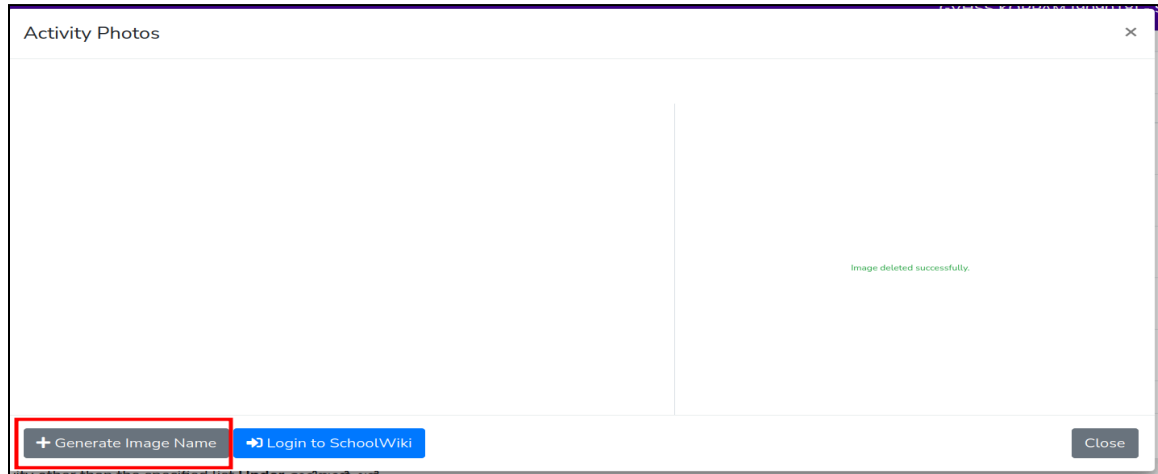 Activity Photos
×
Image deleted successfully.
+ Generate Image Name
Login to SchoolWiki
Close